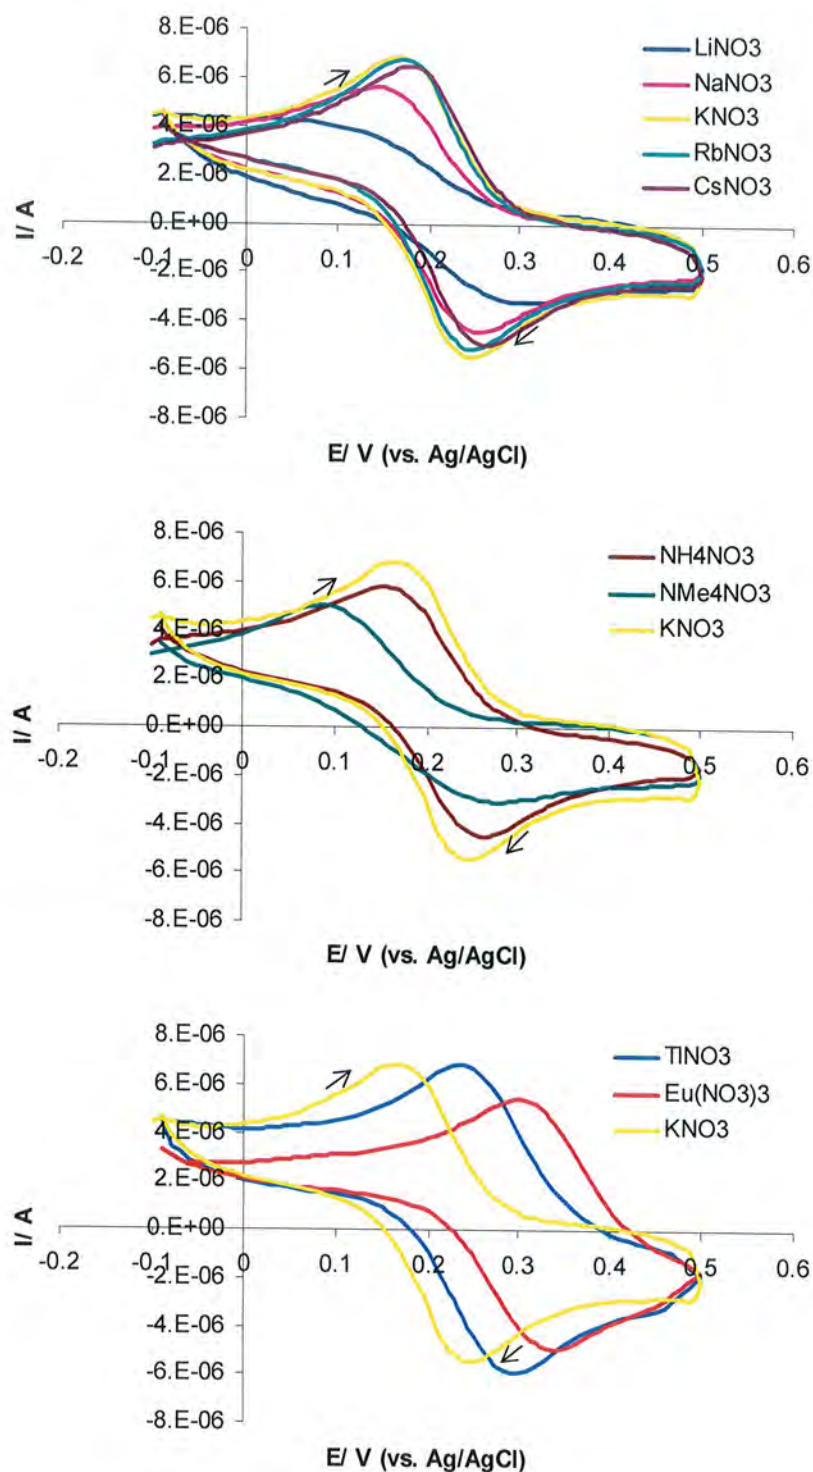 8.E-06
LiNO3
6.E-06
NaNO3
4.E-06
KNO3
2.E-06
RbNO3
CsNO3
I/ A
0.E+00
-0.2 -0.1 0 0.1 0.2 0.3 0.4 0.5 0.6
-2.E-06
-4.E-06
-6.E-06
-8.E-06
E/ V (vs. Ag/AgCl)
8.E-06
NH4NO3
6.E-06
NMe4NO3
4.E-06
KNO3
2.E-06
I/ A
0.E+00
-0.2 -0.1 0 0.1 0.2 0.3 0.4 0.5 0.6
-2.E-06
-4.E-06
-6.E-06
-8.E-06
E/ V (vs. Ag/AgCl)
8.E-06
TlNO3
6.E-06
Eu(NO3)3
4.E-06
KNO3
2.E-06
I/ A
0.E+00
-0.2 -0.1 0 0.1 0.2 0.3 0.4 0.5 0.6
-2.E-06
-4.E-06
-6.E-06
-8.E-06
E/ V (vs. Ag/AgCl)